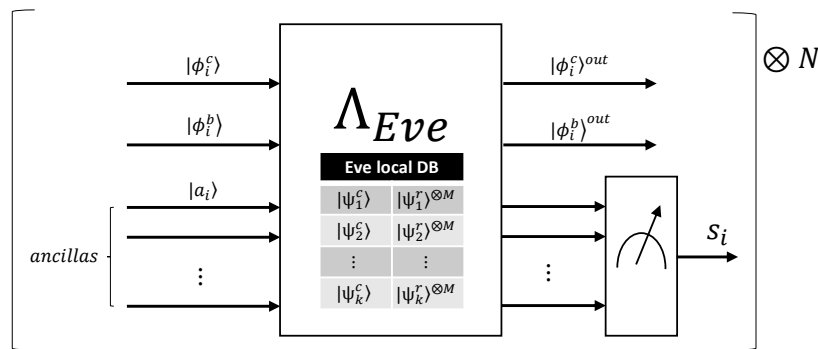 |ϕ_i^c⟩ |ϕ_i^c⟩^out ⊗ N
|ϕ_i^b⟩ Λ_Eve |ϕ_i^b⟩^out
Eve local DB
|a_i⟩ |ψ_1^c⟩ |ψ_1^r⟩^⊗M
|ψ_2^c⟩ |ψ_2^r⟩^⊗M
ancillas ⋮ ⋮ ⋮ ⋮ s_i
|ψ_k^c⟩ |ψ_k^r⟩^⊗M